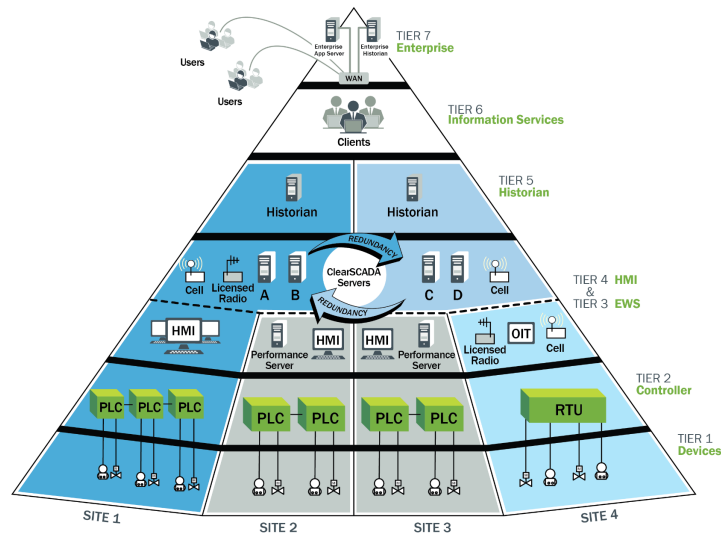 TIER 7
Enterprise
Enterprise
App Server
Enterprise
Historian
Users
WAN
Users
TIER 6
Information Services
Clients
TIER 5
Historian
Historian
Historian
REDUNDANCY
ClearSCADA
Servers
REDUNDANCY
Cell
Licensed
Radio
A
B
C
D
Cell
TIER 4 HMI
&
TIER 3 EWS
HMI
Performance
Server
HMI
HMI
Performance
Server
Licensed
Radio
OIT
Cell
TIER 2
Controller
PLC
PLC
PLC
PLC
PLC
PLC
PLC
RTU
TIER 1
Devices
SITE 1
SITE 2
SITE 3
SITE 4